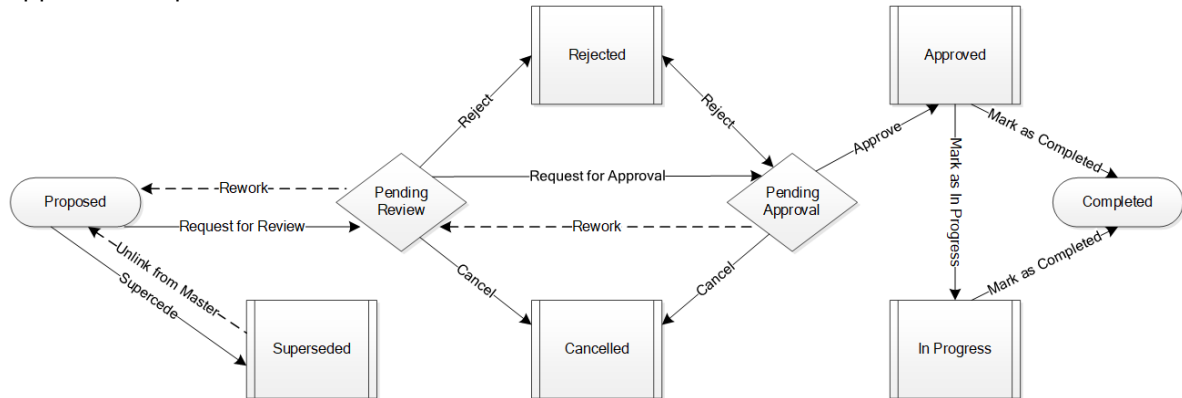 Rejected
Approved
Reject
Reject
Mark as Completed
Approve
Rework
Request for Approval
Proposed
Pending
Review
Pending
Approval
Completed
Request for Review
Rework
Mark as In Progress
Unlink from Master
Supercede
Cancel
Cancel
Mark as Completed
Superseded
Cancelled
In Progress